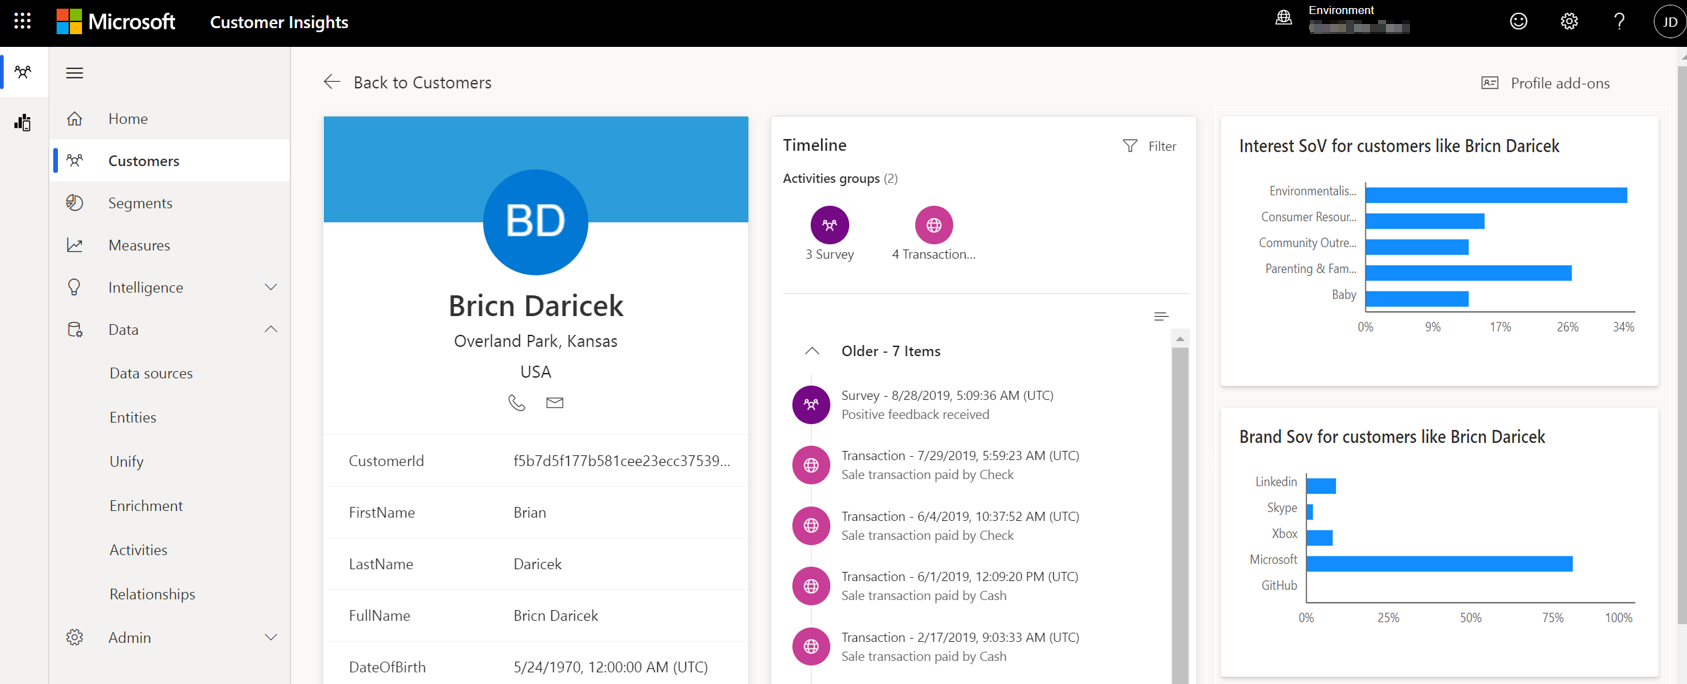 Microsoft
Customer Insights
Environment
JD
Home
Customers
Segments
Measures
Intelligence
Data
Data sources
Entities
Unify
Enrichment
Activities
Relationships
Admin
Back to Customers
Profile add-ons
BD
Bricn Daricek
Overland Park, Kansas
USA
CustomerId f5b7d5f177b581cee23ecc37539...
FirstName Brian
LastName Daricek
FullName Bricn Daricek
DateOfBirth 5/24/1970, 12:00:00 AM (UTC)
Timeline
Filter
Activities groups (2)
3 Survey
4 Transaction...
Older - 7 Items
Survey - 8/28/2019, 5:09:36 AM (UTC)
Positive feedback received
Transaction - 7/29/2019, 5:59:23 AM (UTC)
Sale transaction paid by Check
Transaction - 6/4/2019, 10:37:52 AM (UTC)
Sale transaction paid by Check
Transaction - 6/1/2019, 12:09:20 PM (UTC)
Sale transaction paid by Cash
Transaction - 2/17/2019, 9:03:33 AM (UTC)
Sale transaction paid by Cash
Interest SoV for customers like Bricn Daricek
Environmentalis...
Consumer Resour...
Community Outre...
Parenting & Fam...
Baby
0% 9% 17% 26% 34%
Brand Sov for customers like Bricn Daricek
Linkedin
Skype
Xbox
Microsoft
GitHub
0% 25% 50% 75% 100%